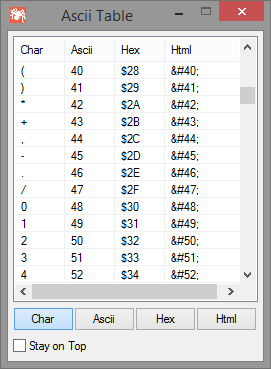 Ascii Table
Char Ascii Hex Html
( 40 $28 &#40;
) 41 $29 &#41;
* 42 $2A &#42;
+ 43 $2B &#43;
, 44 $2C &#44;
- 45 $2D &#45;
. 46 $2E &#46;
/ 47 $2F &#47;
0 48 $30 &#48;
1 49 $31 &#49;
2 50 $32 &#50;
3 51 $33 &#51;
4 52 $34 &#52;
Char Ascii Hex Html
Stay on Top